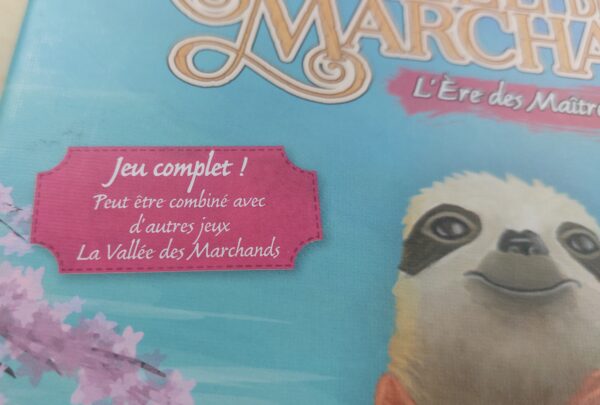 MARCHA
L'Ère des Maîtr
Jeu complet !
Peut être combiné avec
d'autres jeux
La Vallée des Marchands